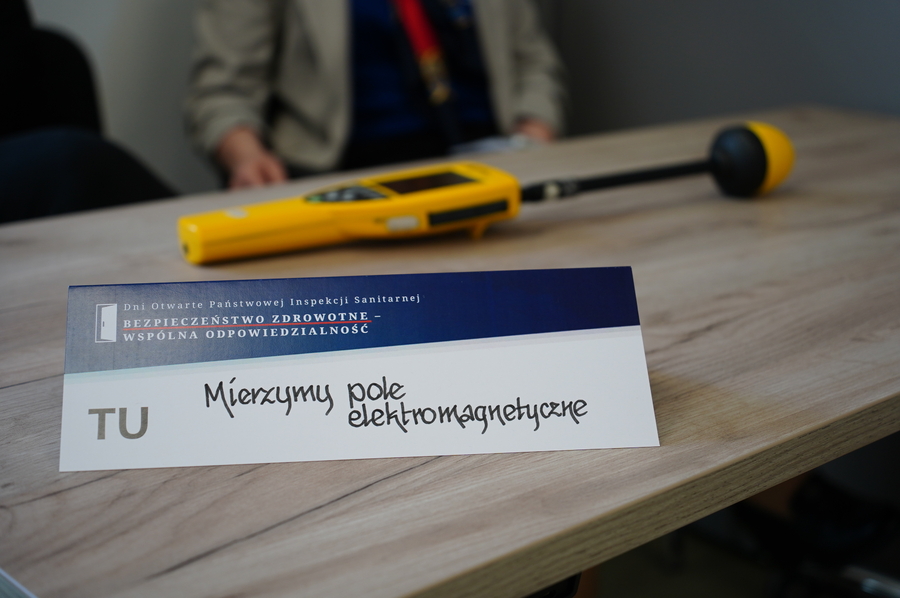 Dni Otwarte Państwowej Inspekcji Sanitarnej
BEZPIECZEŃSTWO ZDROWOTNE –
WSPÓLNA ODPOWIEDZIALNOŚĆ
TU
Mierzymy pole
elektromagnetyczne